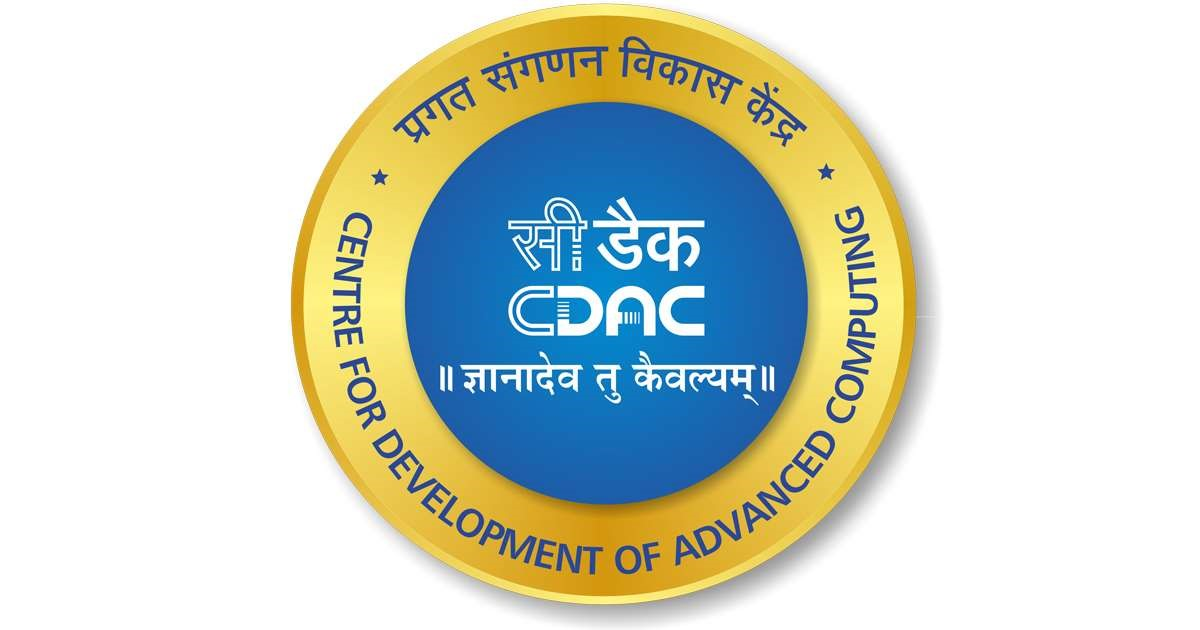 प्रगत संगणन विकास केंद्र
सी डैक
CDAC
॥ ज्ञानादेव तु कैवल्यम् ॥
CENTRE FOR DEVELOPMENT OF ADVANCED COMPUTING